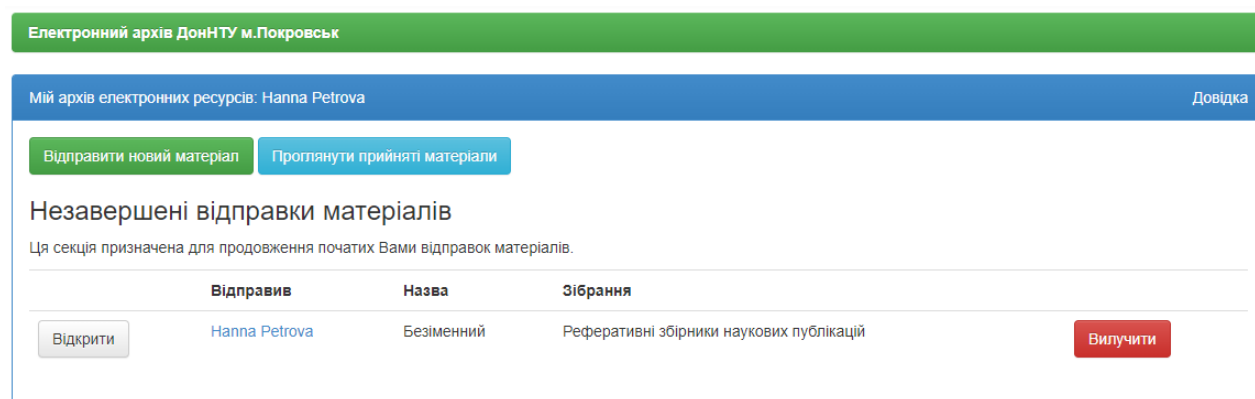 Електронний архів ДонНТУ м.Покровськ
Мій архів електронних ресурсів: Hanna Petrova Довідка
Відправити новий матеріал Проглянути прийняті матеріали
Незавершені відправки матеріалів
Ця секція призначена для продовження початих Вами відправок матеріалів.
Відправив Назва Зібрання
Відкрити Hanna Petrova Безіменний Реферативні збірники наукових публікацій Вилучити